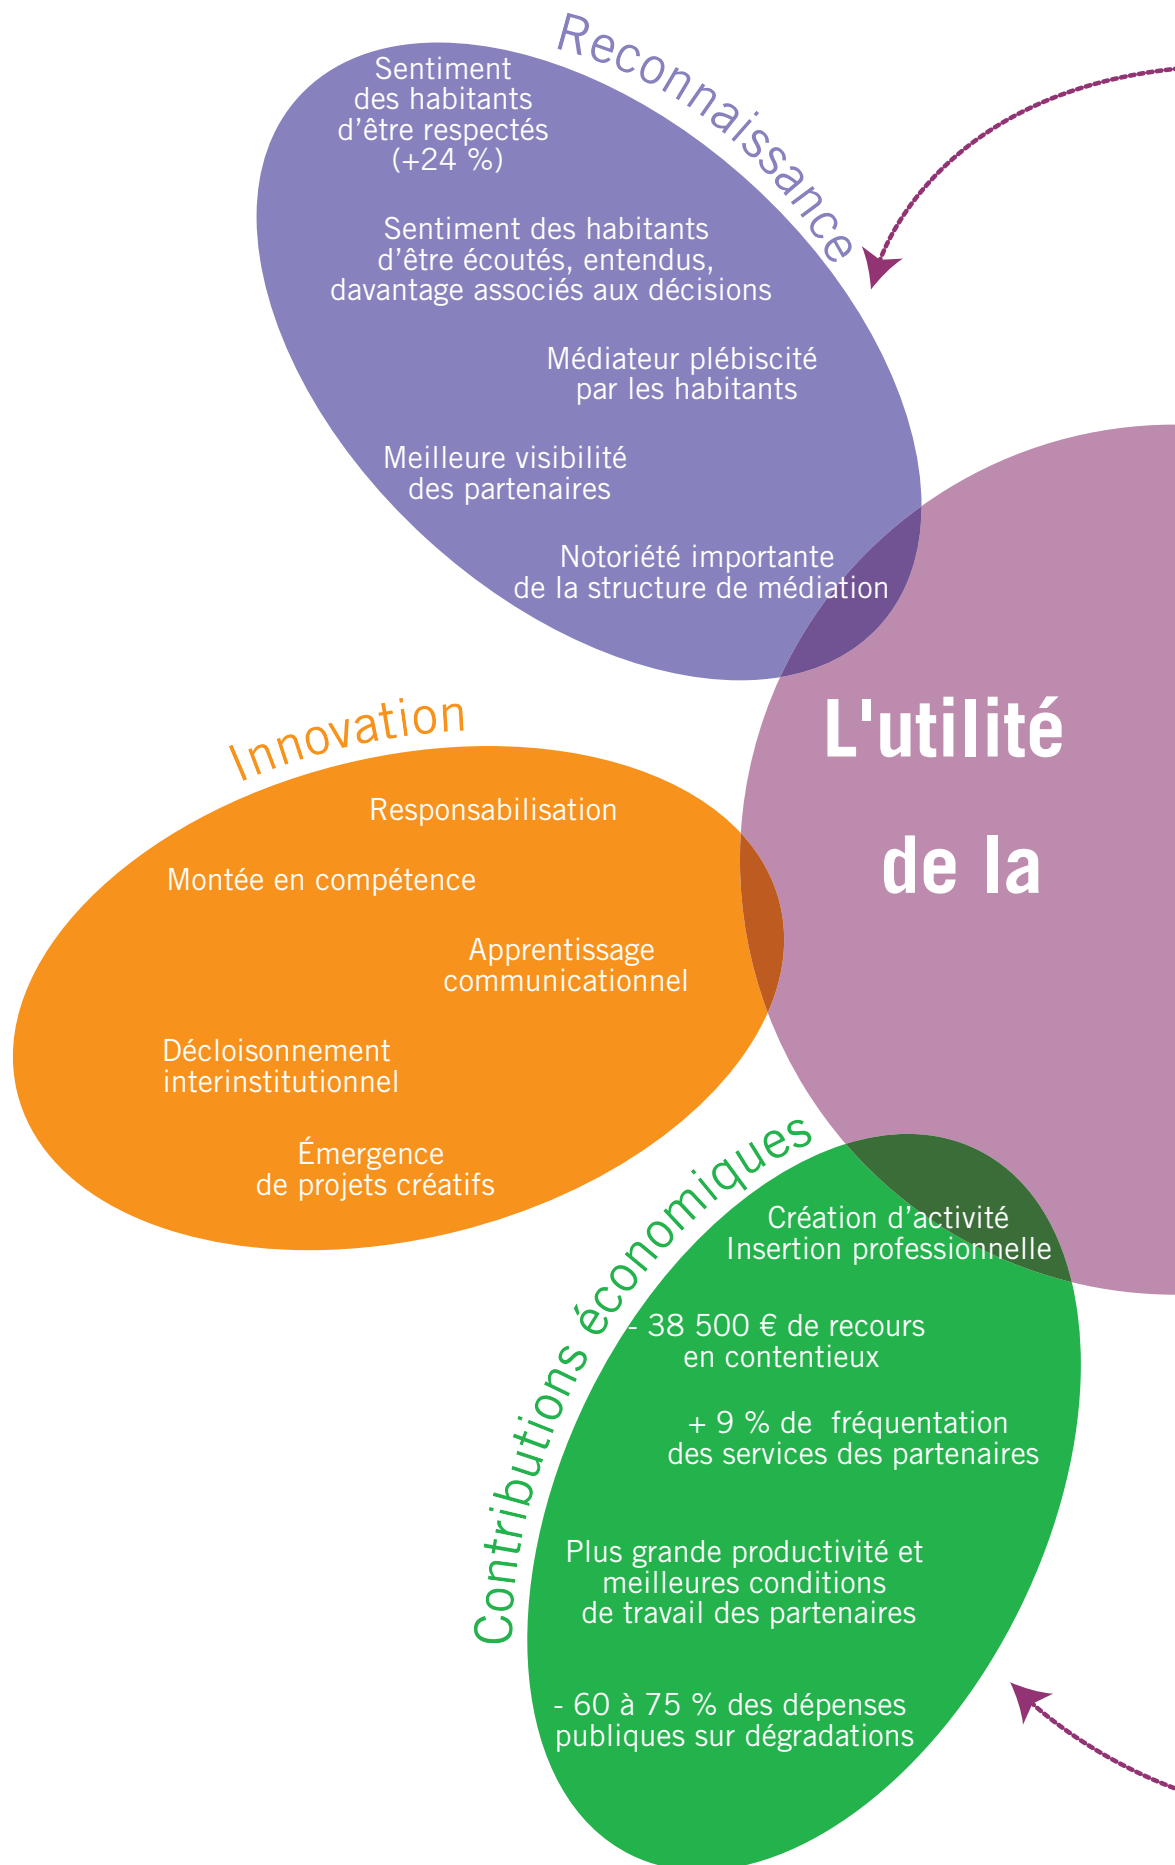 Reconnaissance
Sentiment
des habitants
d’être respectés
(+24 %)
Sentiment des habitants
d’être écoutés, entendus,
davantage associés aux décisions
Médiateur plébiscité
par les habitants
Meilleure visibilité
des partenaires
Notoriété importante
de la structure de médiation
L'utilité
de la
Innovation
Responsabilisation
Montée en compétence
Apprentissage
communicationnel
Décloisonnement
interinstitutionnel
Émergence
de projets créatifs
Contributions économiques
Création d’activité
Insertion professionnelle
- 38 500 € de recours
en contentieux
+ 9 % de  fréquentation
des services des partenaires
Plus grande productivité et
meilleures conditions
de travail des partenaires
- 60 à 75 % des dépenses
publiques sur dégradations